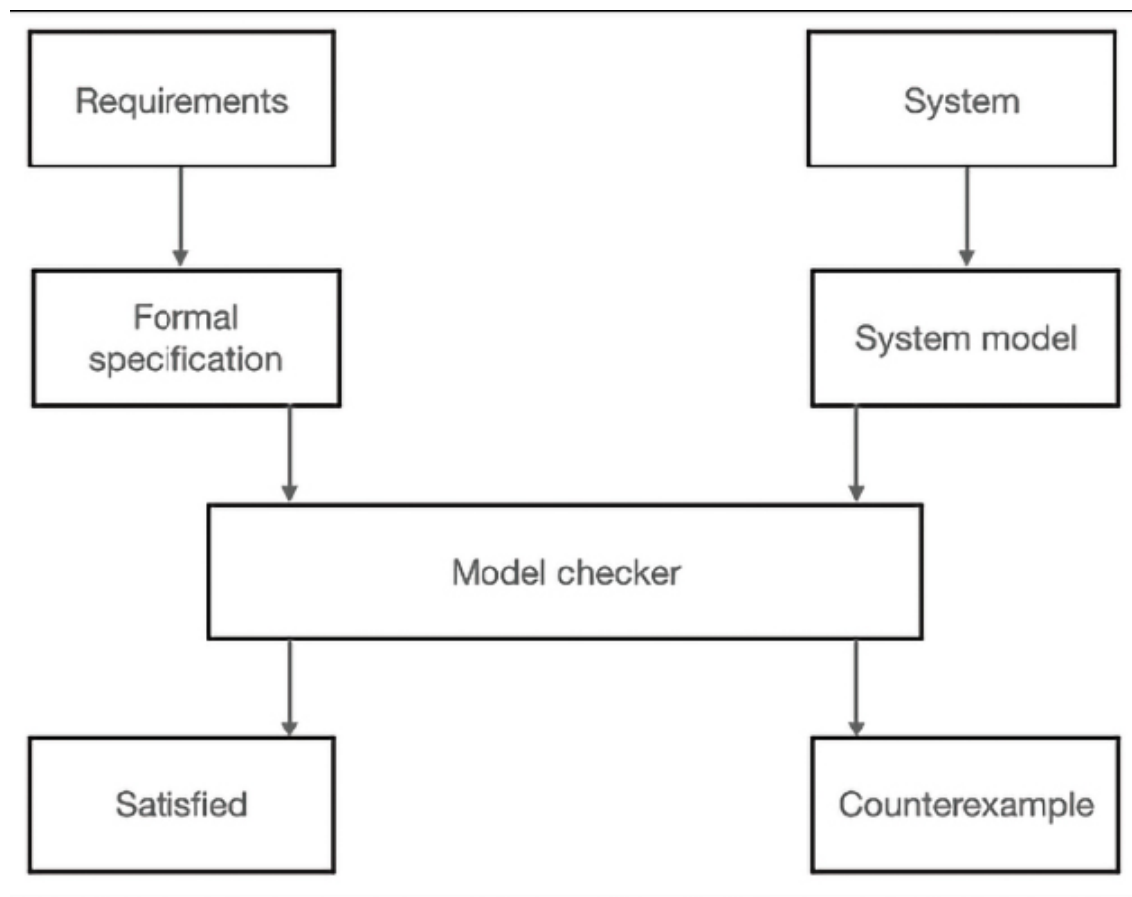 Requirements
System
Formal
specification
System model
Model checker
Satisfied
Counterexample